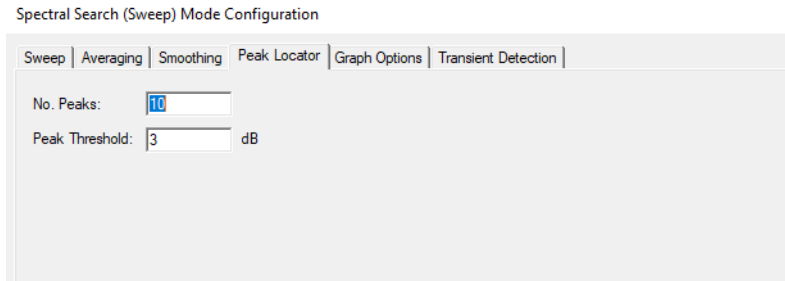 Spectral Search (Sweep) Mode Configuration
Sweep Averaging Smoothing Peak Locator Graph Options Transient Detection
No. Peaks: 10
Peak Threshold: 3 dB